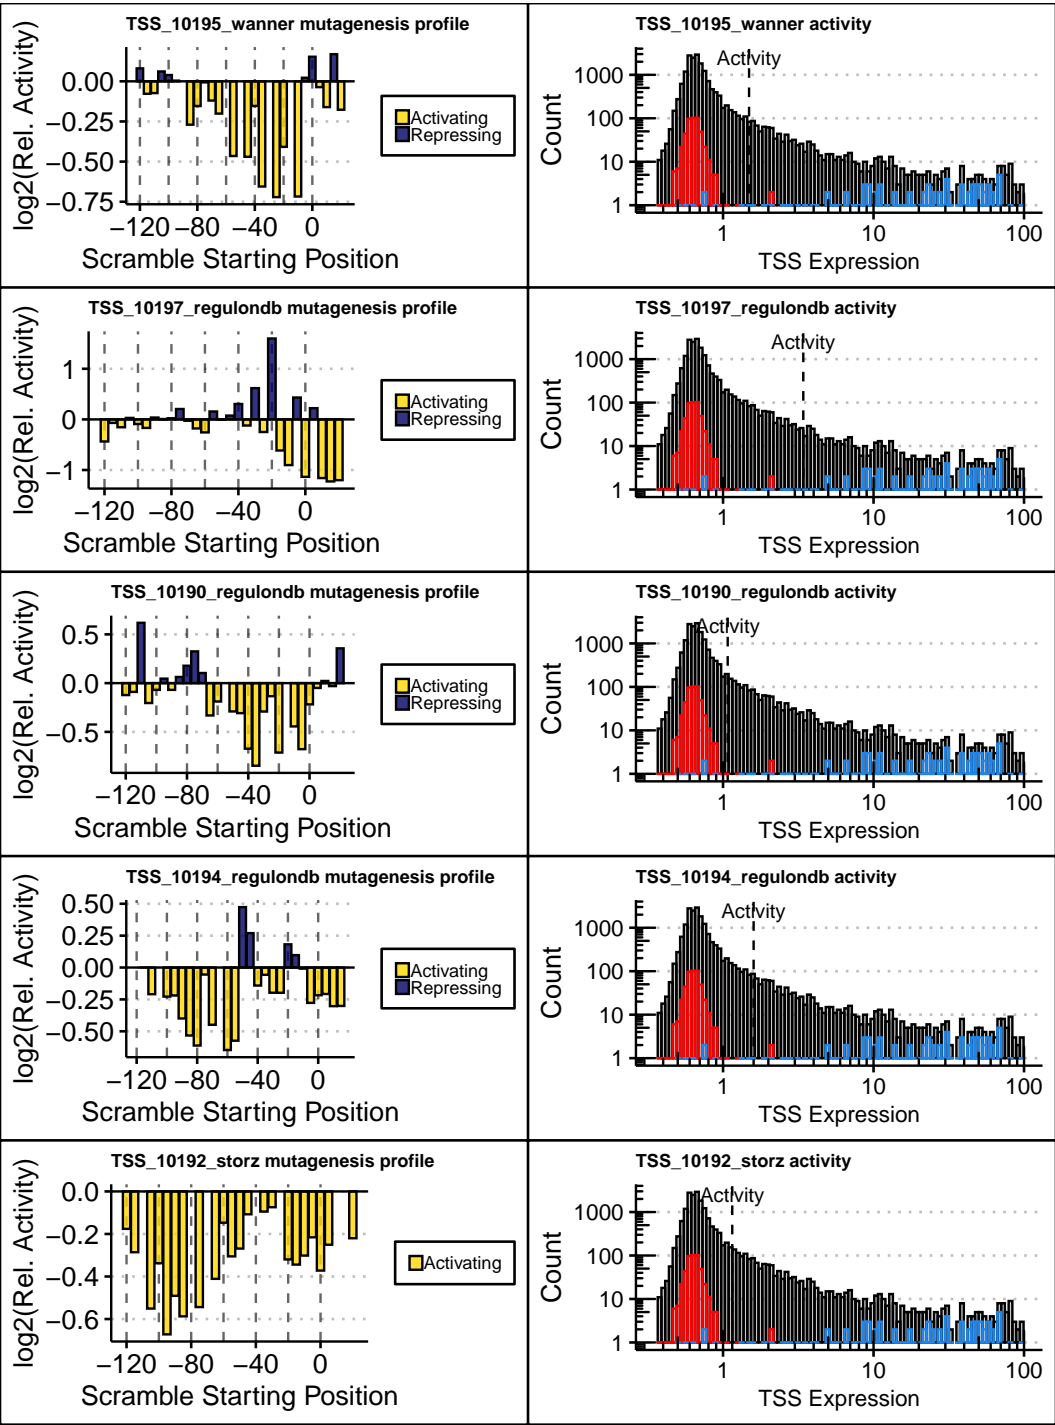 TSS_10195_wanner mutagenesis profile
log2(Rel. Activity)
0.00
−0.25
−0.50
−0.75
−120 −80 −40 0
Scramble Starting Position
Activating
Repressing
TSS_10195_wanner activity
Activity
Count
1000
100
10
1
1 10 100
TSS Expression
TSS_10197_regulondb mutagenesis profile
log2(Rel. Activity)
1
0
−1
−120 −80 −40 0
Scramble Starting Position
Activating
Repressing
TSS_10197_regulondb activity
Activity
Count
1000
100
10
1
1 10 100
TSS Expression
TSS_10190_regulondb mutagenesis profile
log2(Rel. Activity)
0.5
0.0
−0.5
−120 −80 −40 0
Scramble Starting Position
Activating
Repressing
TSS_10190_regulondb activity
Activity
Count
1000
100
10
1
1 10 100
TSS Expression
TSS_10194_regulondb mutagenesis profile
log2(Rel. Activity)
0.50
0.25
0.00
−0.25
−0.50
−120 −80 −40 0
Scramble Starting Position
Activating
Repressing
TSS_10194_regulondb activity
Activity
Count
1000
100
10
1
1 10 100
TSS Expression
TSS_10192_storz mutagenesis profile
log2(Rel. Activity)
0.0
−0.2
−0.4
−0.6
−120 −80 −40 0
Scramble Starting Position
Activating
TSS_10192_storz activity
Activity
Count
1000
100
10
1
1 10 100
TSS Expression